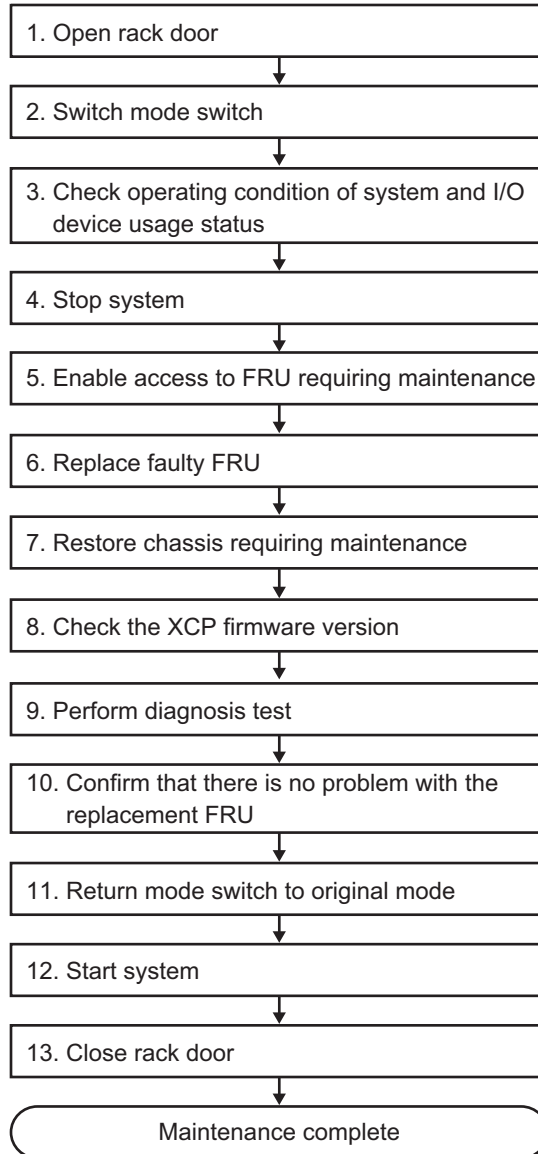 1. Open rack door
2. Switch mode switch
3. Check operating condition of system and I/O
device usage status
4. Stop system
5. Enable access to FRU requiring maintenance
6. Replace faulty FRU
7. Restore chassis requiring maintenance
8. Check the XCP firmware version
9. Perform diagnosis test
10. Confirm that there is no problem with the
replacement FRU
11. Return mode switch to original mode
12. Start system
13. Close rack door
Maintenance complete